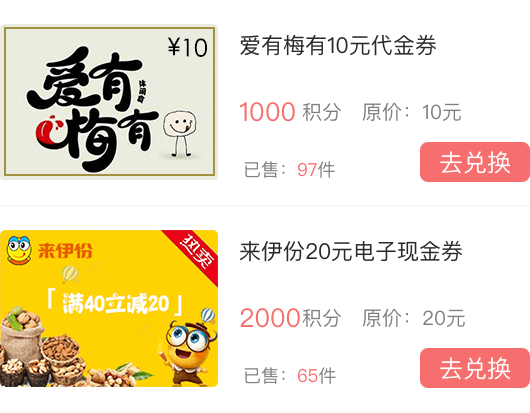 ¥10
爱有
梅有
休闲食
爱有梅有10元代金券
1000 积分 原价：10元
已售：97件
去兑换
来伊份
热卖
「满40立减20」
来伊份20元电子现金券
2000积分 原价：20元
已售：65件
去兑换